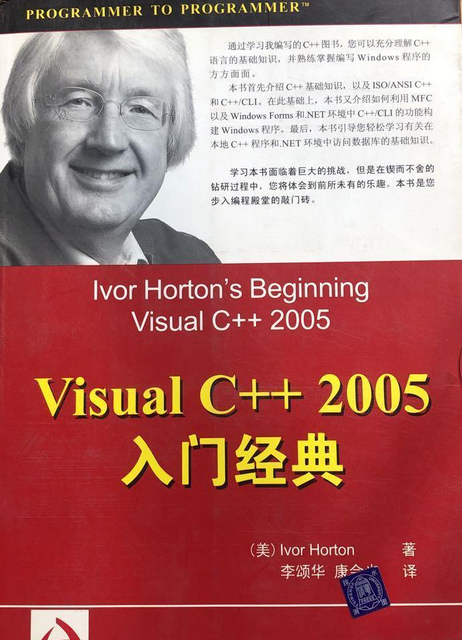 PROGRAMMER TO PROGRAMMER™
通过学习我编写的C++图书，您可以充分理解C++
语言的基础知识，并熟练掌握编写Windows程序的
方方面面。
本书首先介绍C++基础知识，以及ISO/ANSI C++
和C++/CLI。在此基础上，本书又介绍如何利用MFC
以及Windows Forms和.NET环境中C++/CLI的功能构
建Windows程序。最后，本书引导您轻松学习有关在
本地C++程序和.NET环境中访问数据库的基础知识。
学习本书面临着巨大的挑战，但是在锲而不舍的
钻研过程中，您将体会到前所未有的乐趣。本书是您
步入编程殿堂的敲门砖。
Ivor Horton's Beginning
Visual C++ 2005
Visual C++ 2005
入门经典
（美）Ivor Horton 著
李颂华 康会光 译